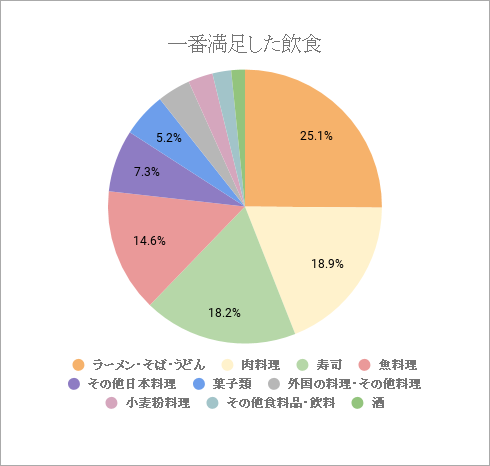 一番満足した飲食
25.1%
18.9%
18.2%
14.6%
7.3%
5.2%
ラーメン・そば・うどん 肉料理 寿司 魚料理
その他日本料理 菓子類 外国の料理・その他料理
小麦粉料理 その他食料品・飲料 酒